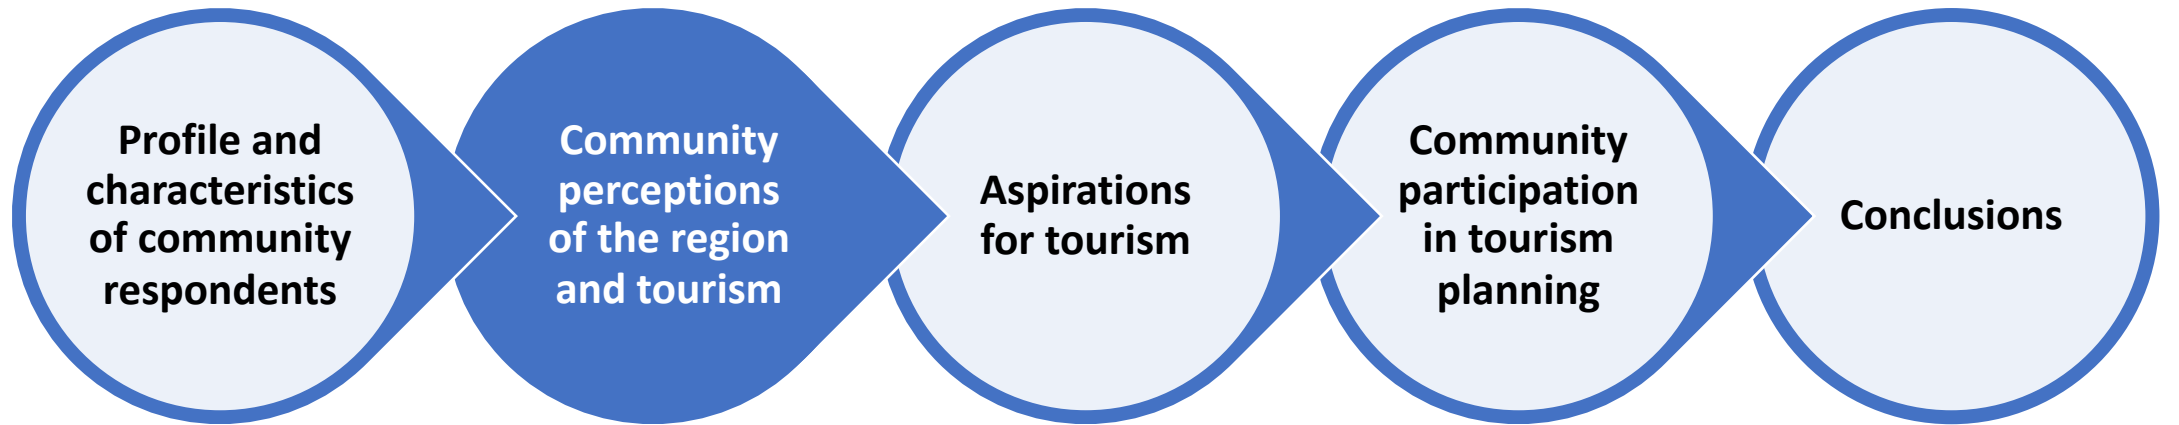 Profile and
characteristics
of community
respondents
Community
perceptions
of the region
and tourism
Aspirations
for tourism
Community
participation
in tourism
planning
Conclusions